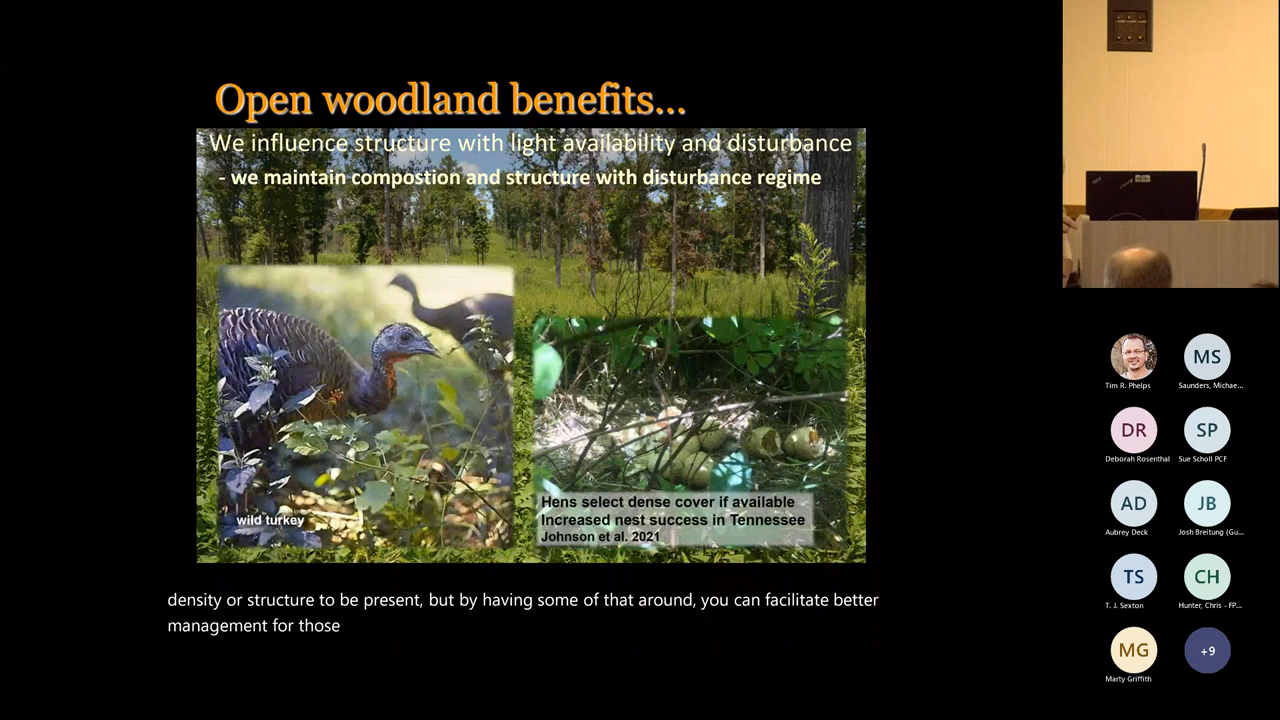 Open woodland benefits...
We influence structure with light availability and disturbance
- we maintain compostion and structure with disturbance regime
wild turkey
Hens select dense cover if available
Increased nest success in Tennessee
Johnson et al. 2021
density or structure to be present, but by having some of that around, you can facilitate better
management for those
Tim R. Phelps
MS
Saunders, Michae...
DR
Deborah Rosenthal
SP
Sue Scholl PCF
AD
Aubrey Deck
JB
Josh Breitung (Gu...
TS
T. J. Sexton
CH
Hunter, Chris - FP...
MG
Marty Griffith
+9